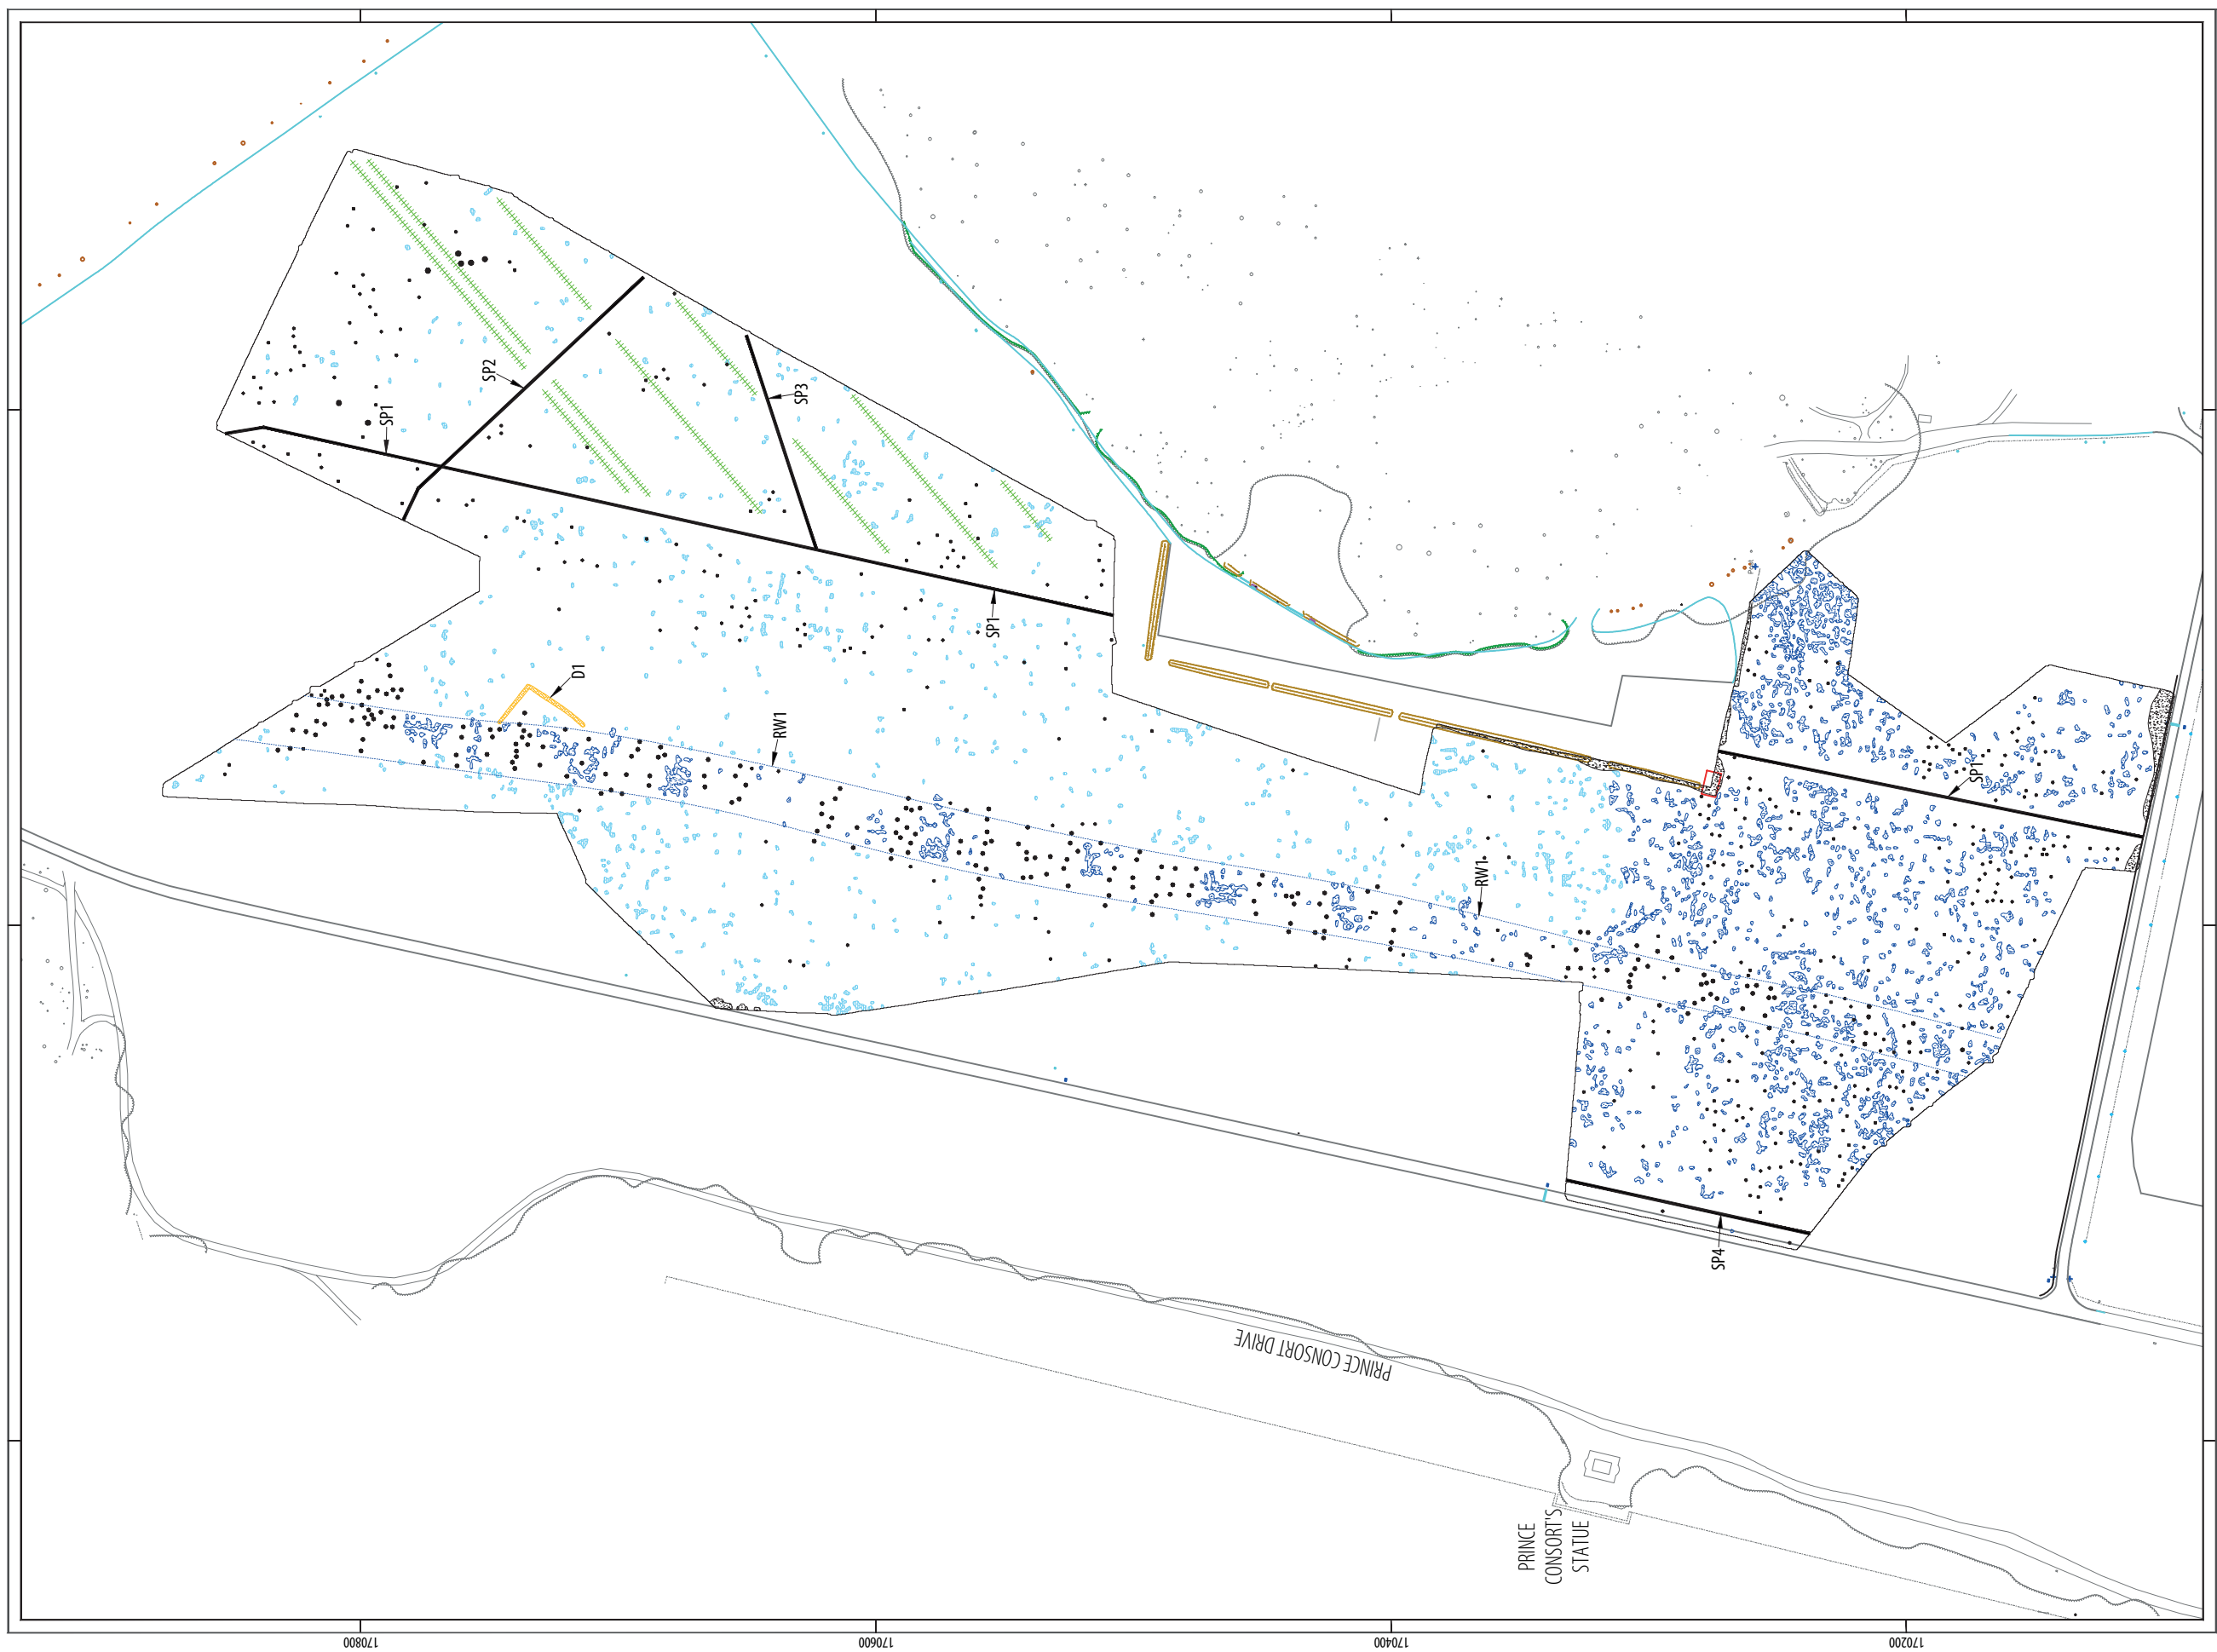 SP1
SP2
SP3
SP1
D1
RW1
RW1
SP1
SP4
PRINCE CONSORT DRIVE
PRINCE
CONSORT'S
STATUE
170800
170600
170400
170200